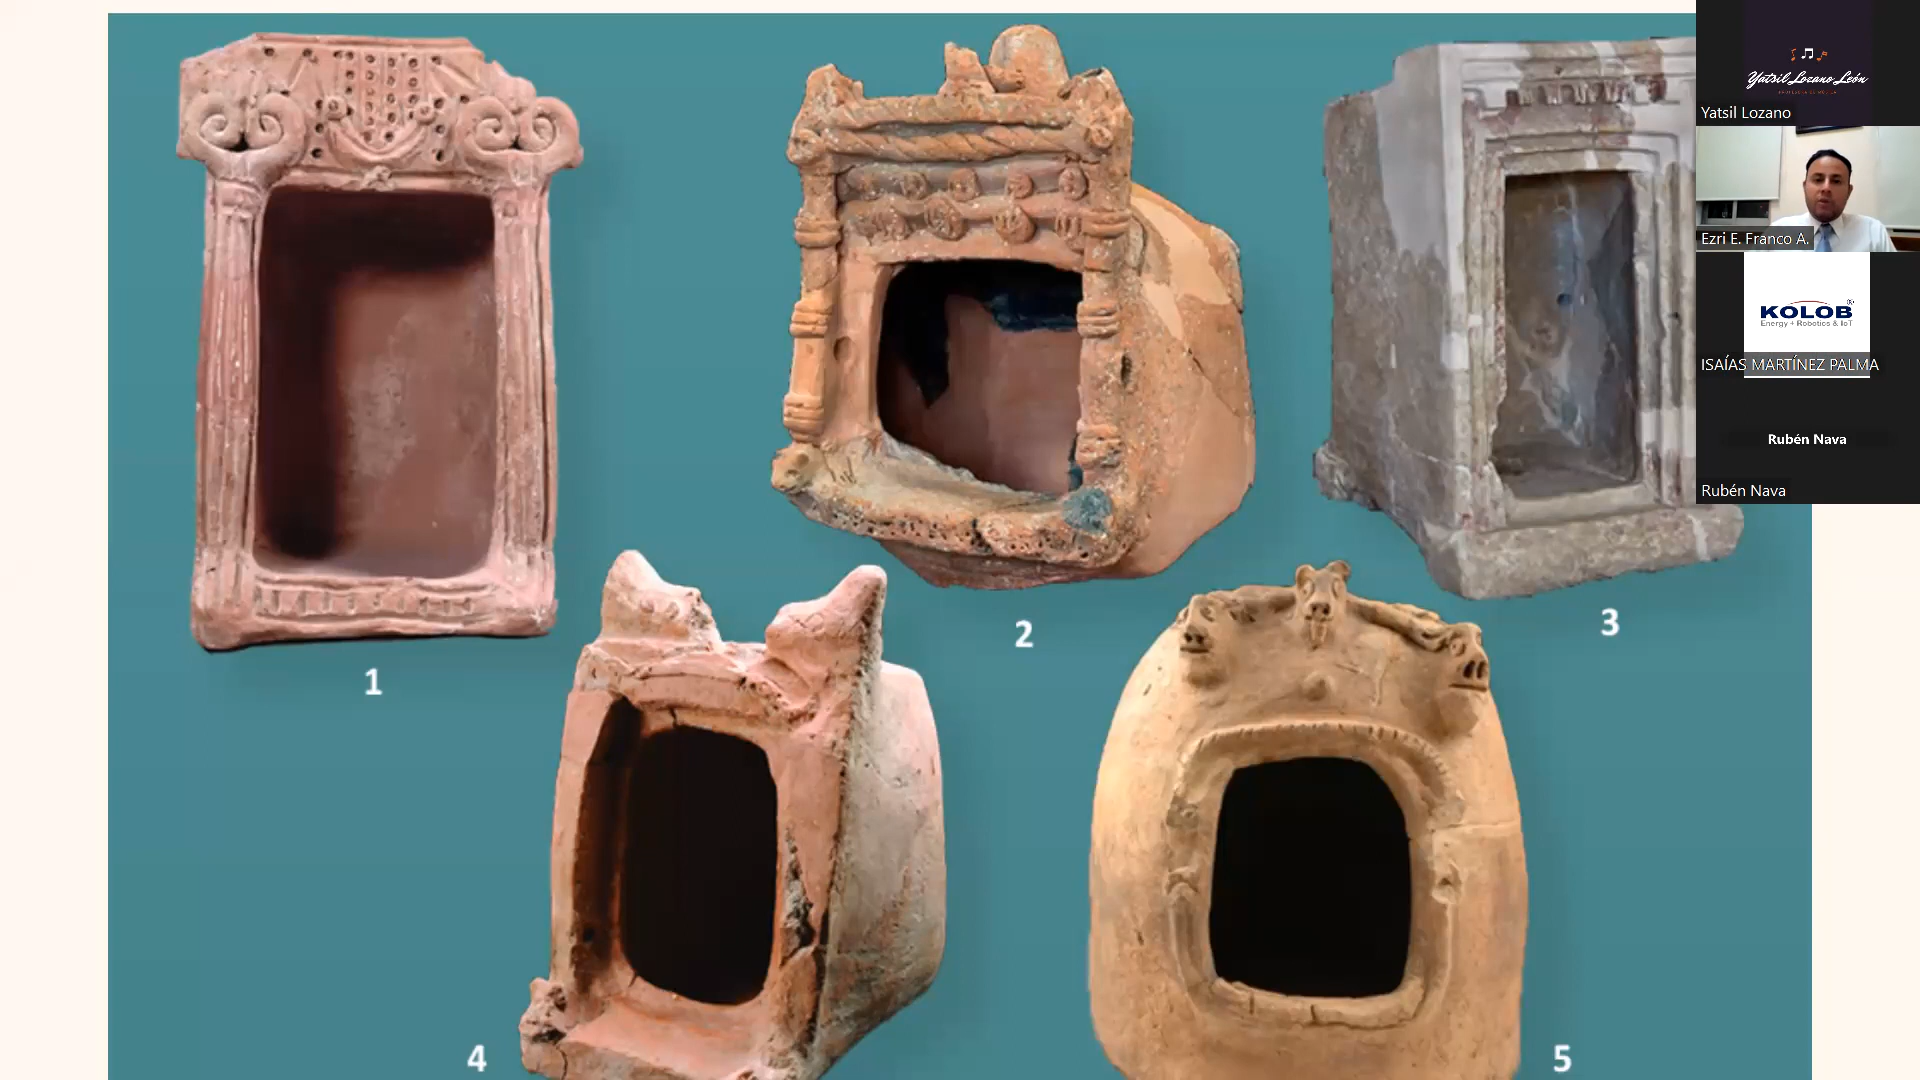 Yatsil Lozano León
Yatsil Lozano
Ezri E. Franco A.
KOLOB®
Energy + Robotics & IoT
ISAÍAS MARTÍNEZ PALMA
Rubén Nava
Rubén Nava
1
2
3
4
5